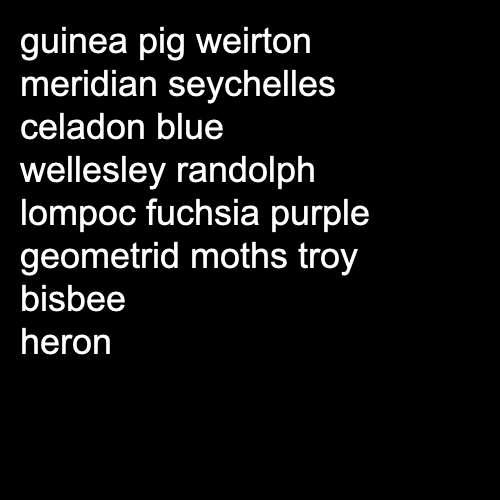 guinea pig weirton
meridian seychelles
celadon blue
wellesley randolph
lompoc fuchsia purple
geometrid moths troy
bisbee
heron